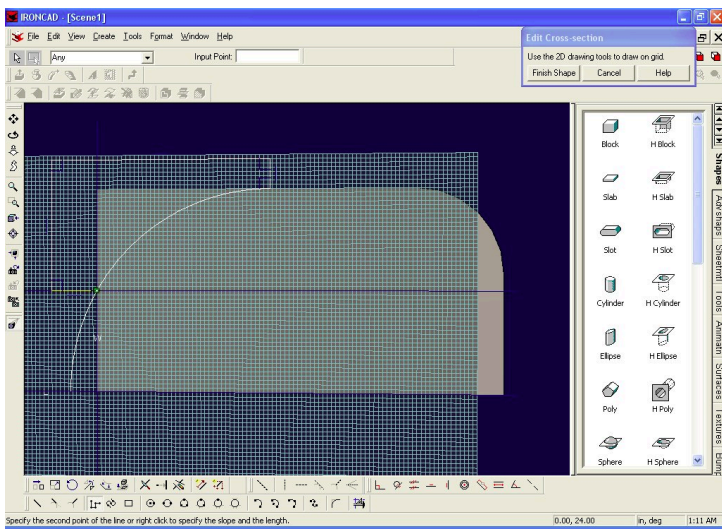 IRONCAD - [Scene1]
File Edit View Create Tools Format Window Help
Edit Cross-section
Use the 2D drawing tools to draw on grid.
Finish Shape Cancel Help
Any
Input Point:
Block H Block
Slab H Slab
Slot H Slot
Cylinder H Cylinder
Ellipse H Ellipse
Poly H Poly
Sphere H Sphere
Shapes
AdvShaps
Sheetmtl
Tools
Animatn
Surfaces
Textures
Bump
Specify the second point of the line or right click to specify the slope and the length.
0.00, 24.00
in, deg
1:11 AM